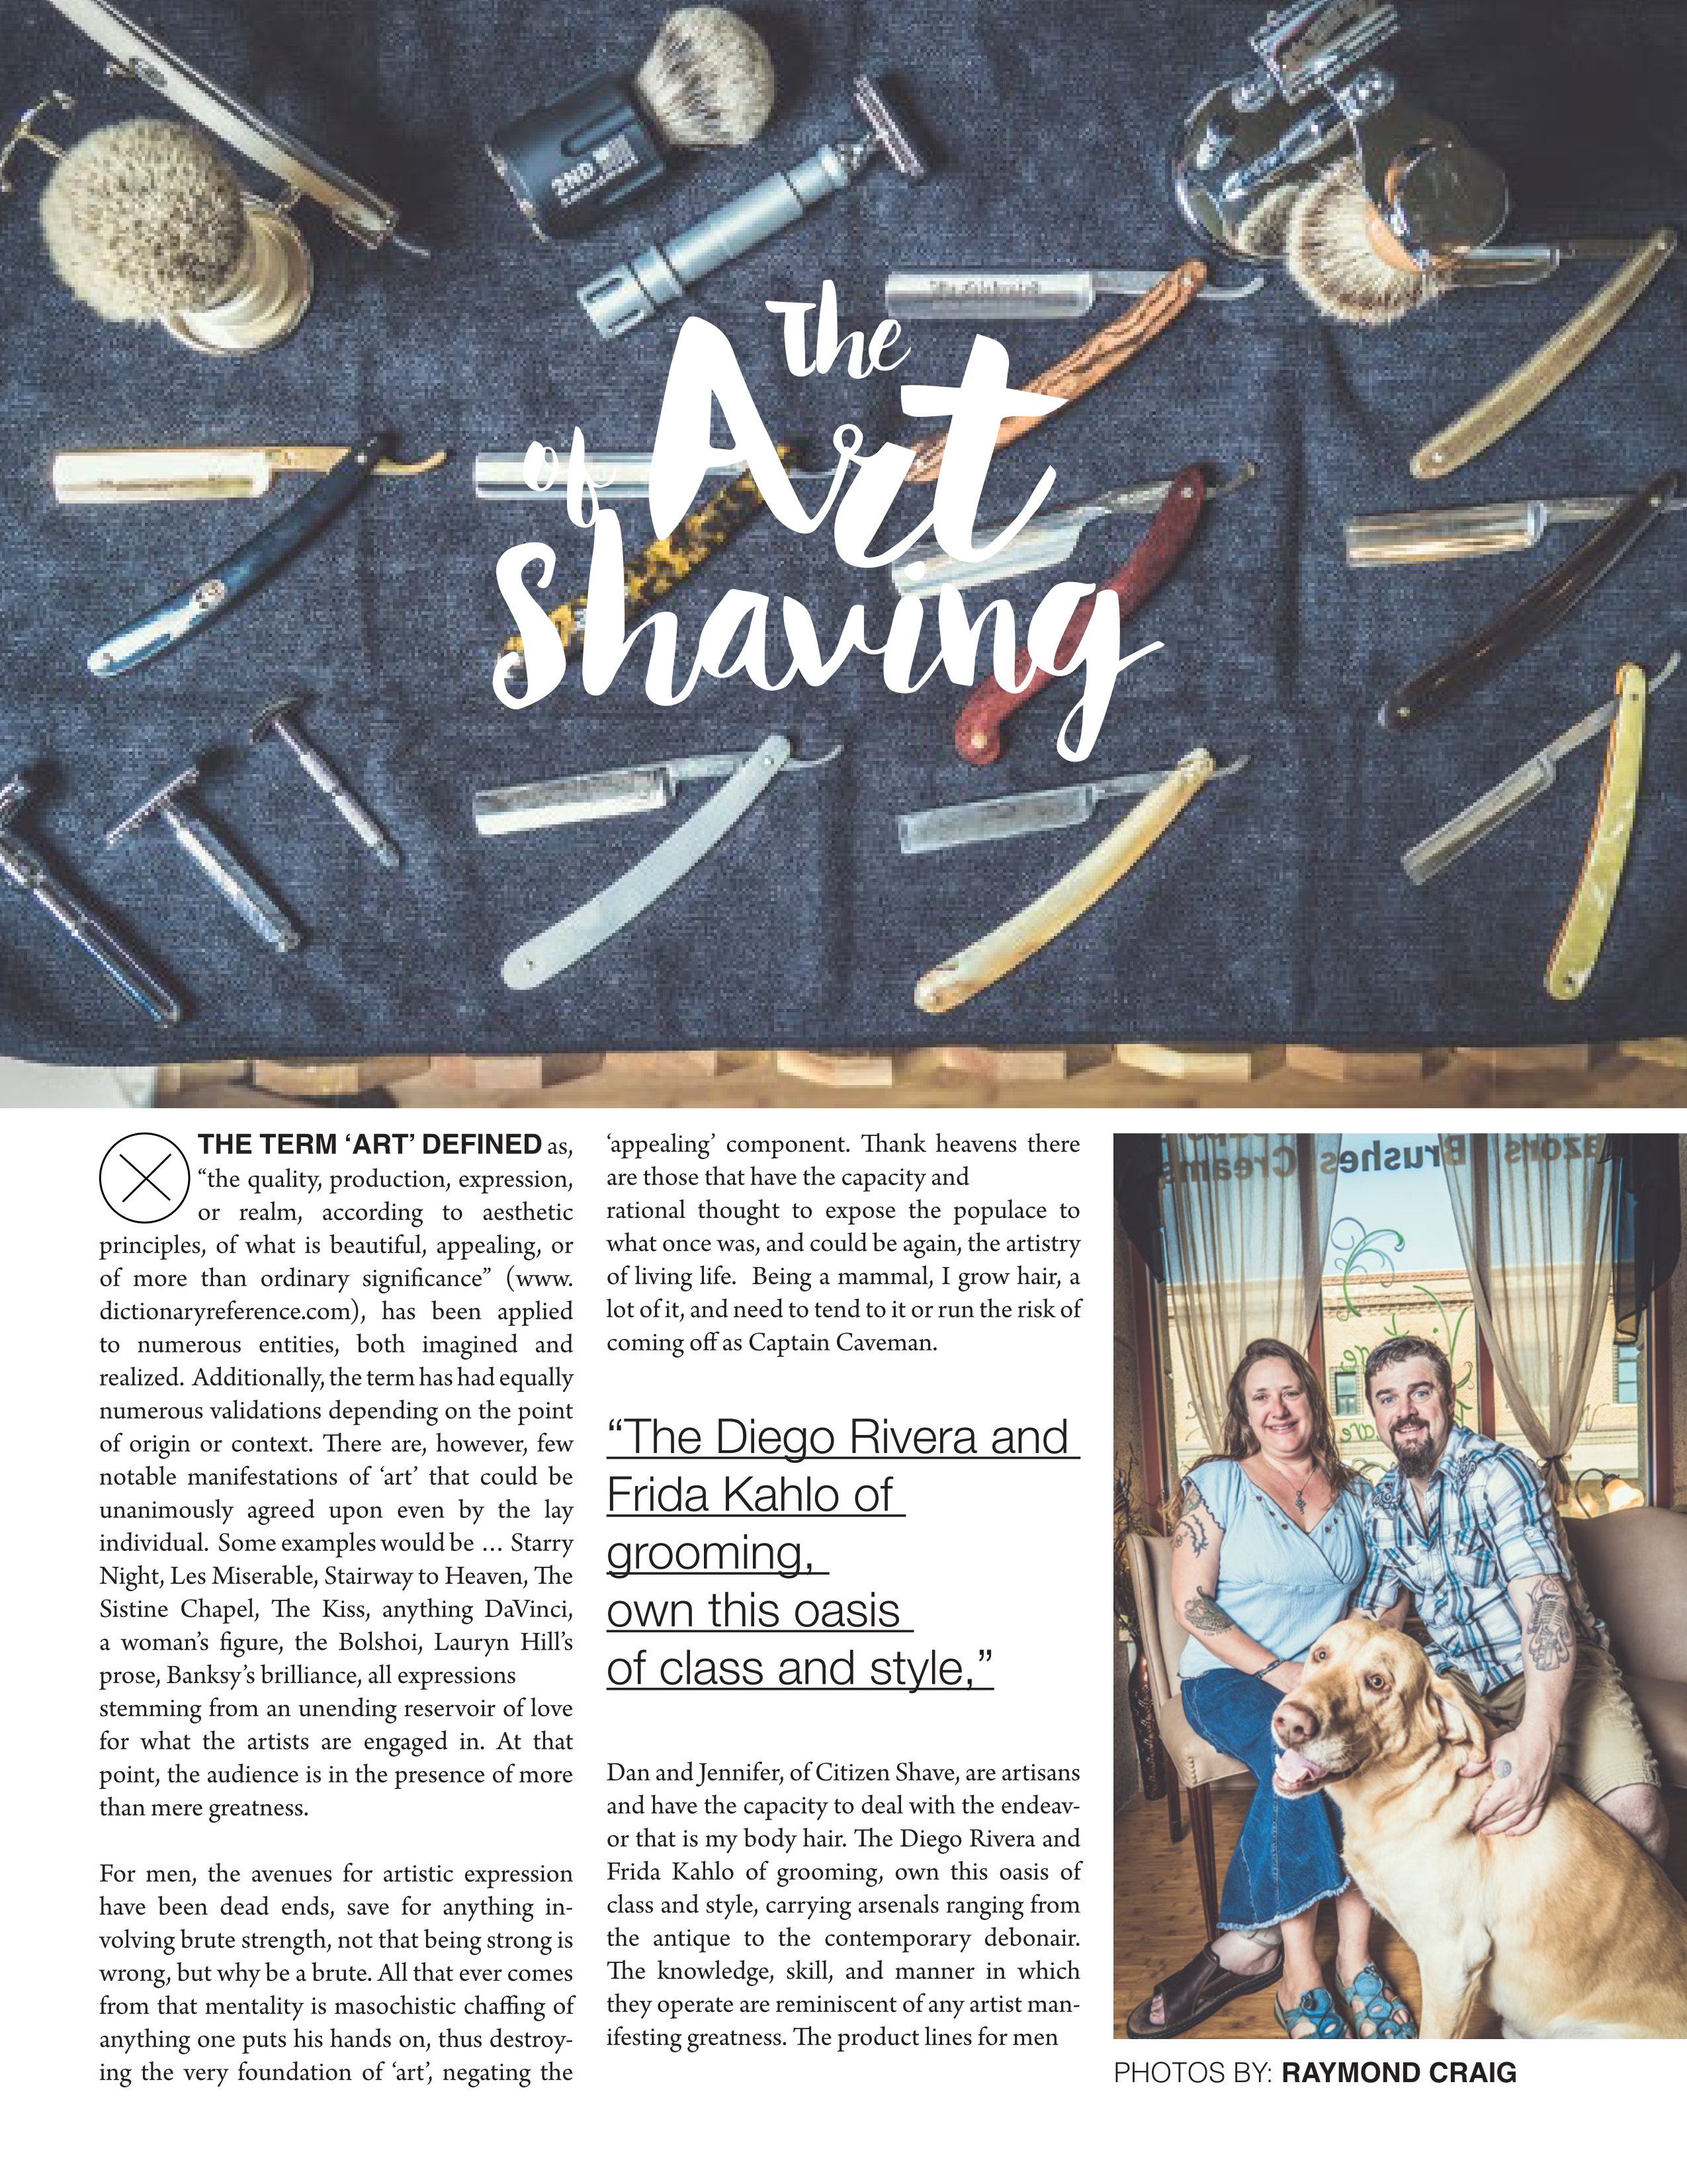 2ND
The
Art
of
Shaving
THE TERM ‘ART’ DEFINED as,
“the quality, production, expression,
or realm, according to aesthetic
principles, of what is beautiful, appealing, or
of more than ordinary significance” (www.
dictionaryreference.com), has been applied
to numerous entities, both imagined and
realized. Additionally, the term has had equally
numerous validations depending on the point
of origin or context. There are, however, few
notable manifestations of ‘art’ that could be
unanimously agreed upon even by the lay
individual. Some examples would be … Starry
Night, Les Miserable, Stairway to Heaven, The
Sistine Chapel, The Kiss, anything DaVinci,
a woman’s figure, the Bolshoi, Lauryn Hill’s
prose, Banksy’s brilliance, all expressions
stemming from an unending reservoir of love
for what the artists are engaged in. At that
point, the audience is in the presence of more
than mere greatness.
For men, the avenues for artistic expression
have been dead ends, save for anything in-
volving brute strength, not that being strong is
wrong, but why be a brute. All that ever comes
from that mentality is masochistic chaffing of
anything one puts his hands on, thus destroy-
ing the very foundation of ‘art’, negating the
‘appealing’ component. Thank heavens there
are those that have the capacity and
rational thought to expose the populace to
what once was, and could be again, the artistry
of living life. Being a mammal, I grow hair, a
lot of it, and need to tend to it or run the risk of
coming off as Captain Caveman.
“The Diego Rivera and
Frida Kahlo of
grooming,
own this oasis
of class and style,”
Dan and Jennifer, of Citizen Shave, are artisans
and have the capacity to deal with the endeav-
or that is my body hair. The Diego Rivera and
Frida Kahlo of grooming, own this oasis of
class and style, carrying arsenals ranging from
the antique to the contemporary debonair.
The knowledge, skill, and manner in which
they operate are reminiscent of any artist man-
ifesting greatness. The product lines for men
Brushes
Creams
PHOTOS BY: RAYMOND CRAIG